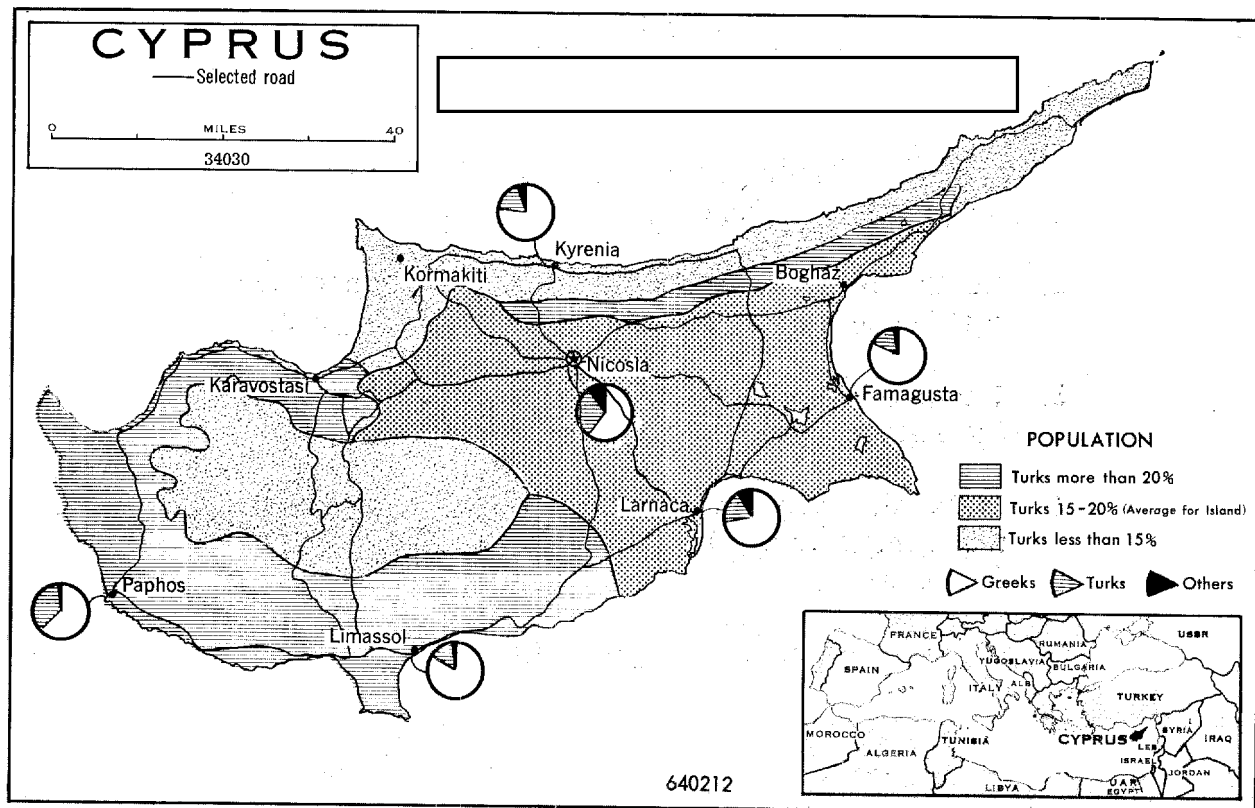 CYPRUS
Selected road
0 MILES 40
34030
Kyrenia
Kormakiti
Boghaz
Nicosia
Karavostasi
Famagusta
Larnaca
Paphos
Limassol
POPULATION
Turks more than 20%
Turks 15-20% (Average for Island)
Turks less than 15%
Greeks Turks Others
FRANCE
RUMANIA
USSR
SPAIN
YUGOSLAVIA
BULGARIA
ITALY
ALB
TURKEY
MOROCCO
ALGERIA
TUNISIA
CYPRUS
SYRIA
LEB
IRAQ
ISRAEL
JORDAN
LIBYA
UAR
EGYPT
640212